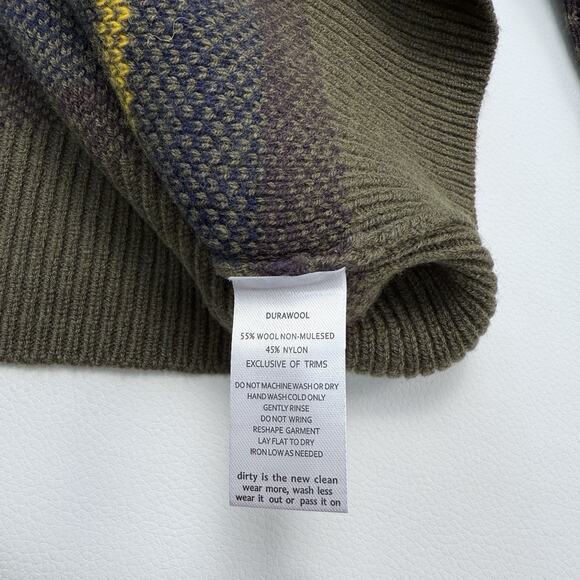 DURAWOOL
55% WOOL NON-MULESED
45% NYLON
EXCLUSIVE OF TRIMS
DO NOT MACHINE WASH OR DRY
HAND WASH COLD ONLY
GENTLY RINSE
DO NOT WRING
RESHAPE GARMENT
LAY FLAT TO DRY
IRON LOW AS NEEDED
dirty is the new clean
wear more, wash less
wear it out or pass it on